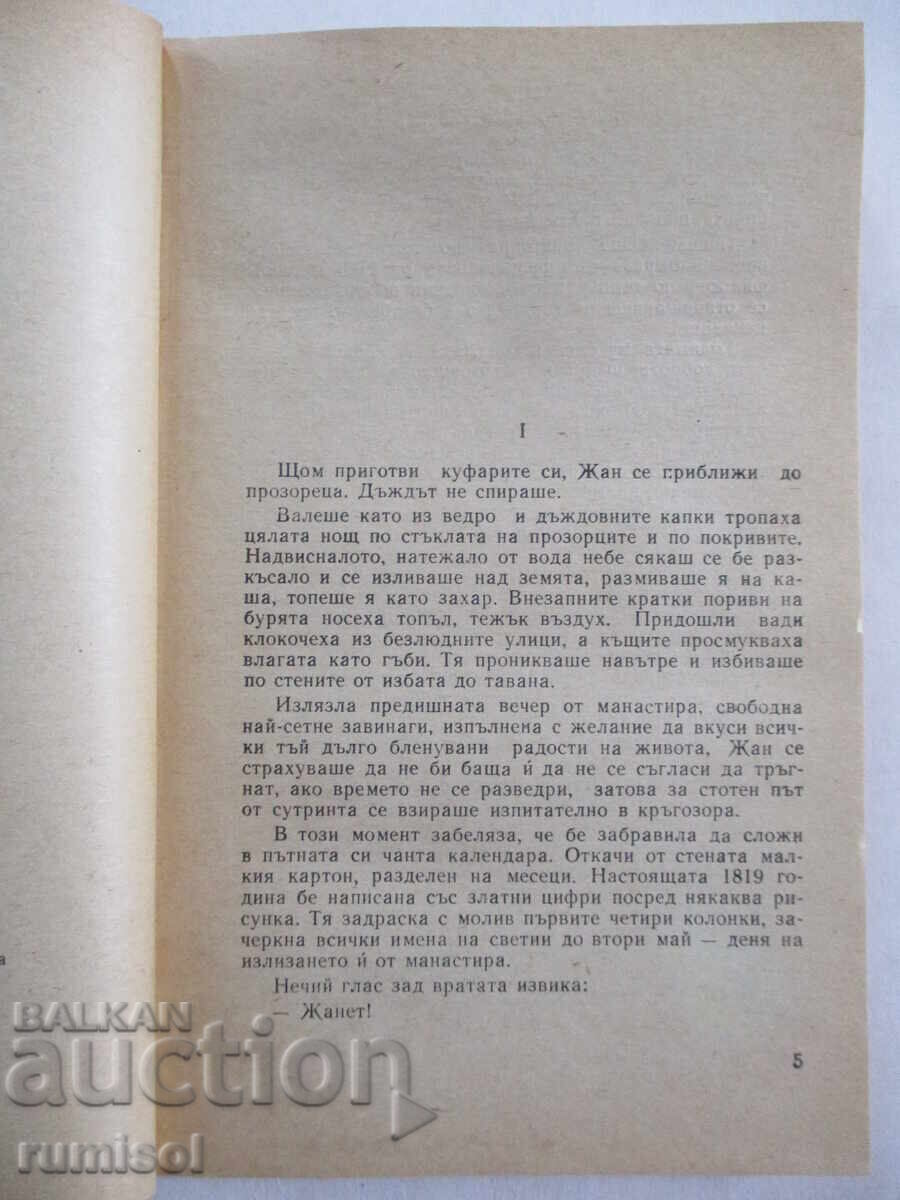 I
Щом приготви куфарите си, Жан се приближи до
прозореца. Дъждът не спираше.
Валеше като из ведро и дъждовните капки тропаха
цялата нощ по стъклата на прозорците и по покривите.
Надвисналото, натежало от вода небе сякаш се бе раз-
късало и се изливаше над земята, размиваше я на ка-
ша, топеше я като захар. Внезапните кратки пориви на
бурята носеха топъл, тежък въздух. Придошли вади
клокочеха из безлюдните улици, а къщите просмукваха
влагата като гъби. Тя проникваше навътре и избиваше
по стените от избата до тавана.
Излязла предишната вечер от манастира, свободна
най-сетне завинаги, изпълнена с желание да вкуси всич-
ки тъй дълго бленувани радости на живота, Жан се
страхуваше да не би баща ѝ да не се съгласи да тръг-
нат, ако времето не се разведри, затова за стотен път
от сутринта се взираше изпитателно в кръгозора.
В този момент забеляза, че бе забравила да сложи
в пътната си чанта календара. Откачи от стената мал-
кия картон, разделен на месеци. Настоящата 1819 го-
дина бе написана със златни цифри посред някаква ри-
сунка. Тя задраска с молив първите четири колонки, за-
черкна всички имена на светии до втори май — деня на
излизането ѝ от манастира.
Нечий глас зад вратата извика:
— Жанет!
5
а
BALKAN
auction
rumisol